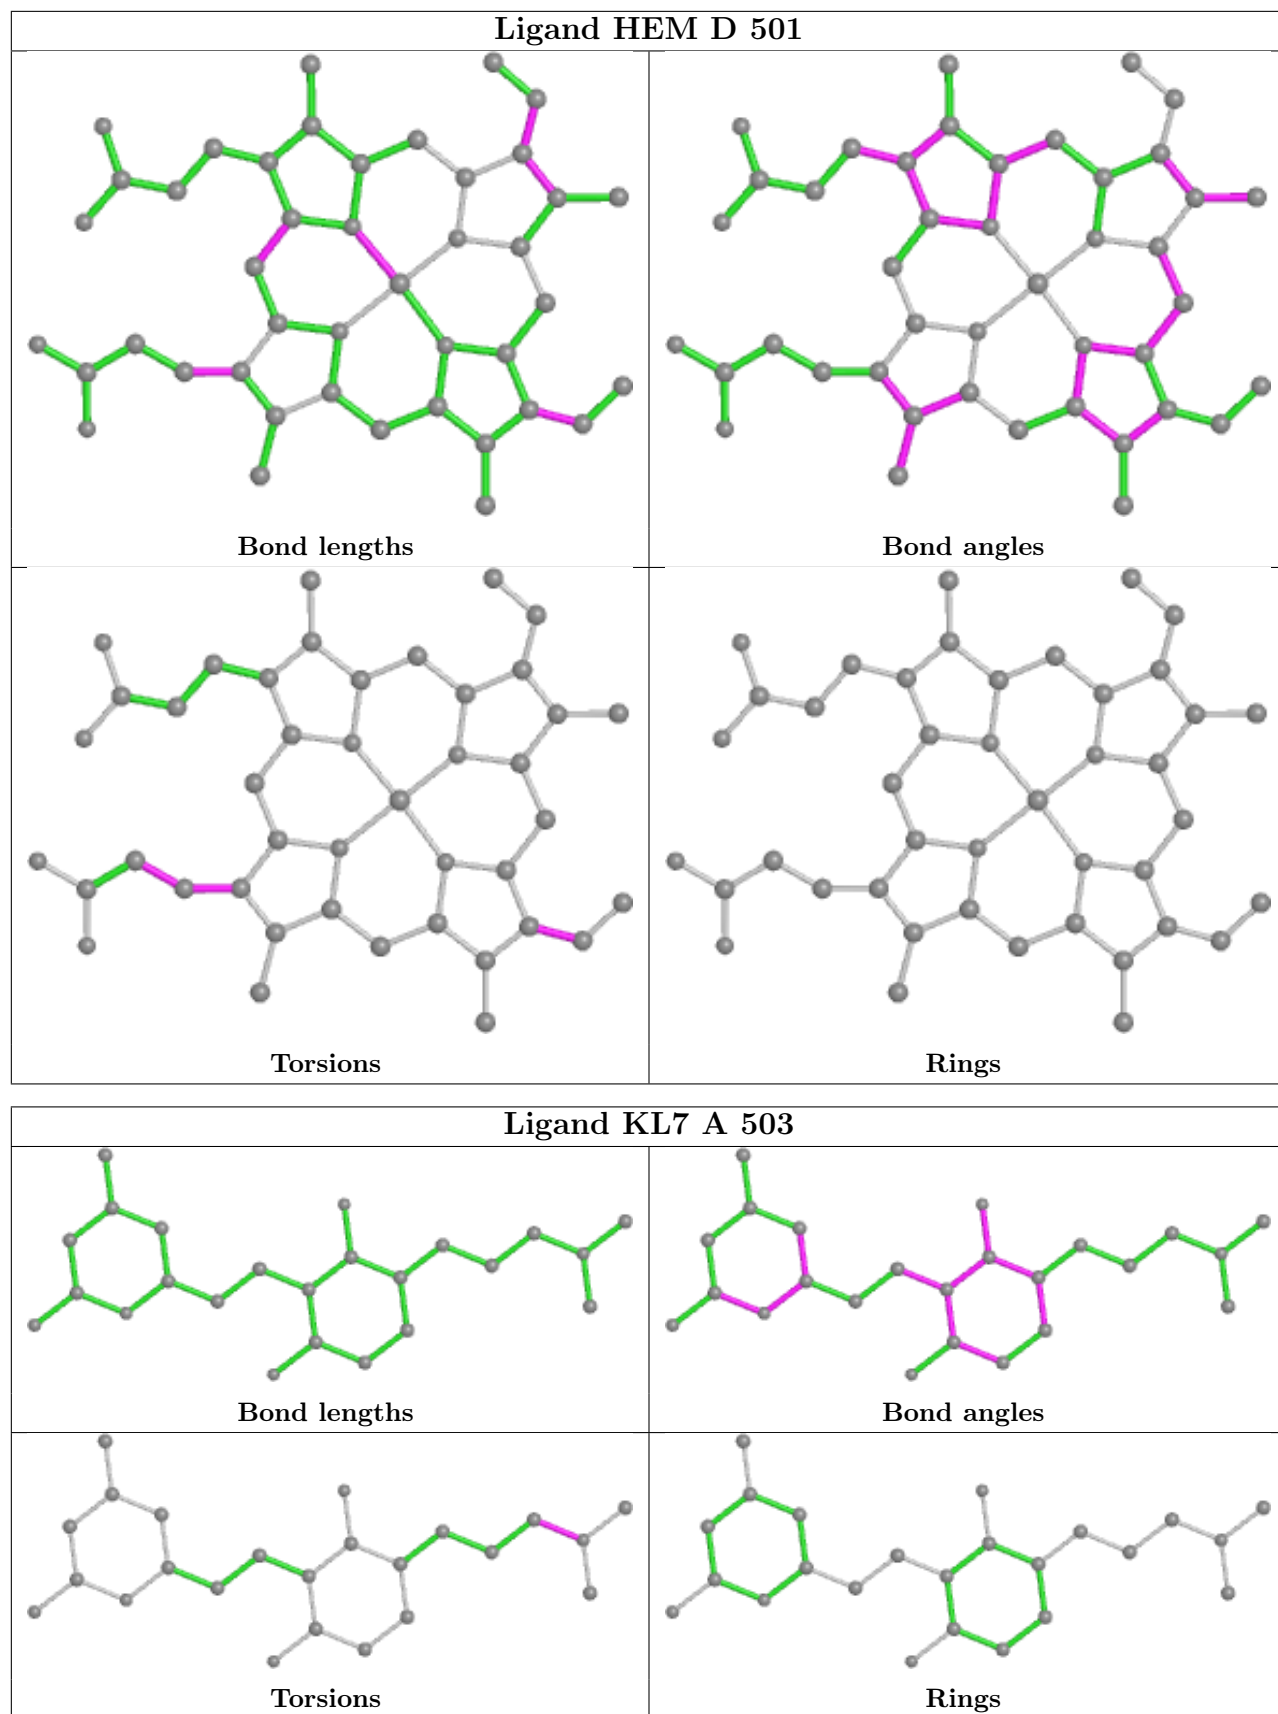 Ligand HEM D 501
Bond lengths
Bond angles
Torsions
Rings
Ligand KL7 A 503
Bond lengths
Bond angles
Torsions
Rings